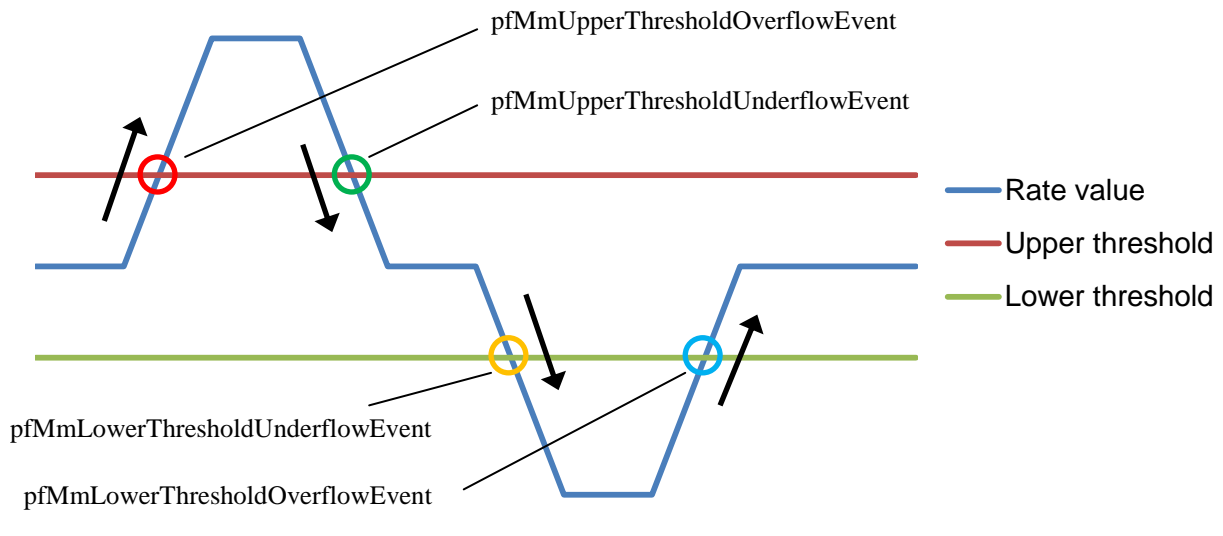 pfMmUpperThresholdOverflowEvent
pfMmUpperThresholdUnderflowEvent
Rate value
Upper threshold
Lower threshold
pfMmLowerThresholdUnderflowEvent
pfMmLowerThresholdOverflowEvent